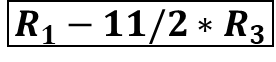 R₁ − 11/2 ∗ R₃